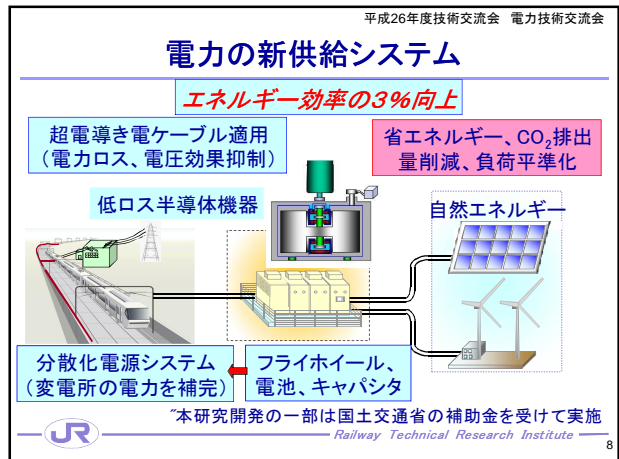 平成26年度技術交流会 電力技術交流会
電力の新供給システム
エネルギー効率の3%向上
超電導き電ケーブル適用
(電力ロス、電圧効果抑制)
省エネルギー、CO₂排出
量削減、負荷平準化
低ロス半導体機器
自然エネルギー
分散化電源システム
(変電所の電力を補完)
フライホイール、
電池、キャパシタ
"本研究開発の一部は国土交通省の補助金を受けて実施
JR
Railway Technical Research Institute
8